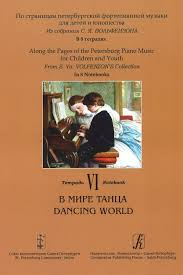 По страницам петербургской фортепианной музыки
для детей и юношества
Из собрания С. Я. ВОЛЬФЕНЗОНА
В 8 тетрадях
Along the Pages of the Petersburg Piano Music
for Children and Youth
From S. Ya. VOLFENZON'S Collection
In 8 Notebooks
Тетрадь VI Notebook
В МИРЕ ТАНЦА
DANCING WORLD